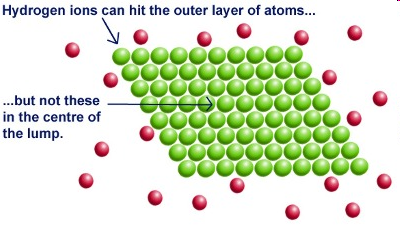 Hydrogen ions can hit the outer layer of atoms...
...but not these
in the centre of
the lump.